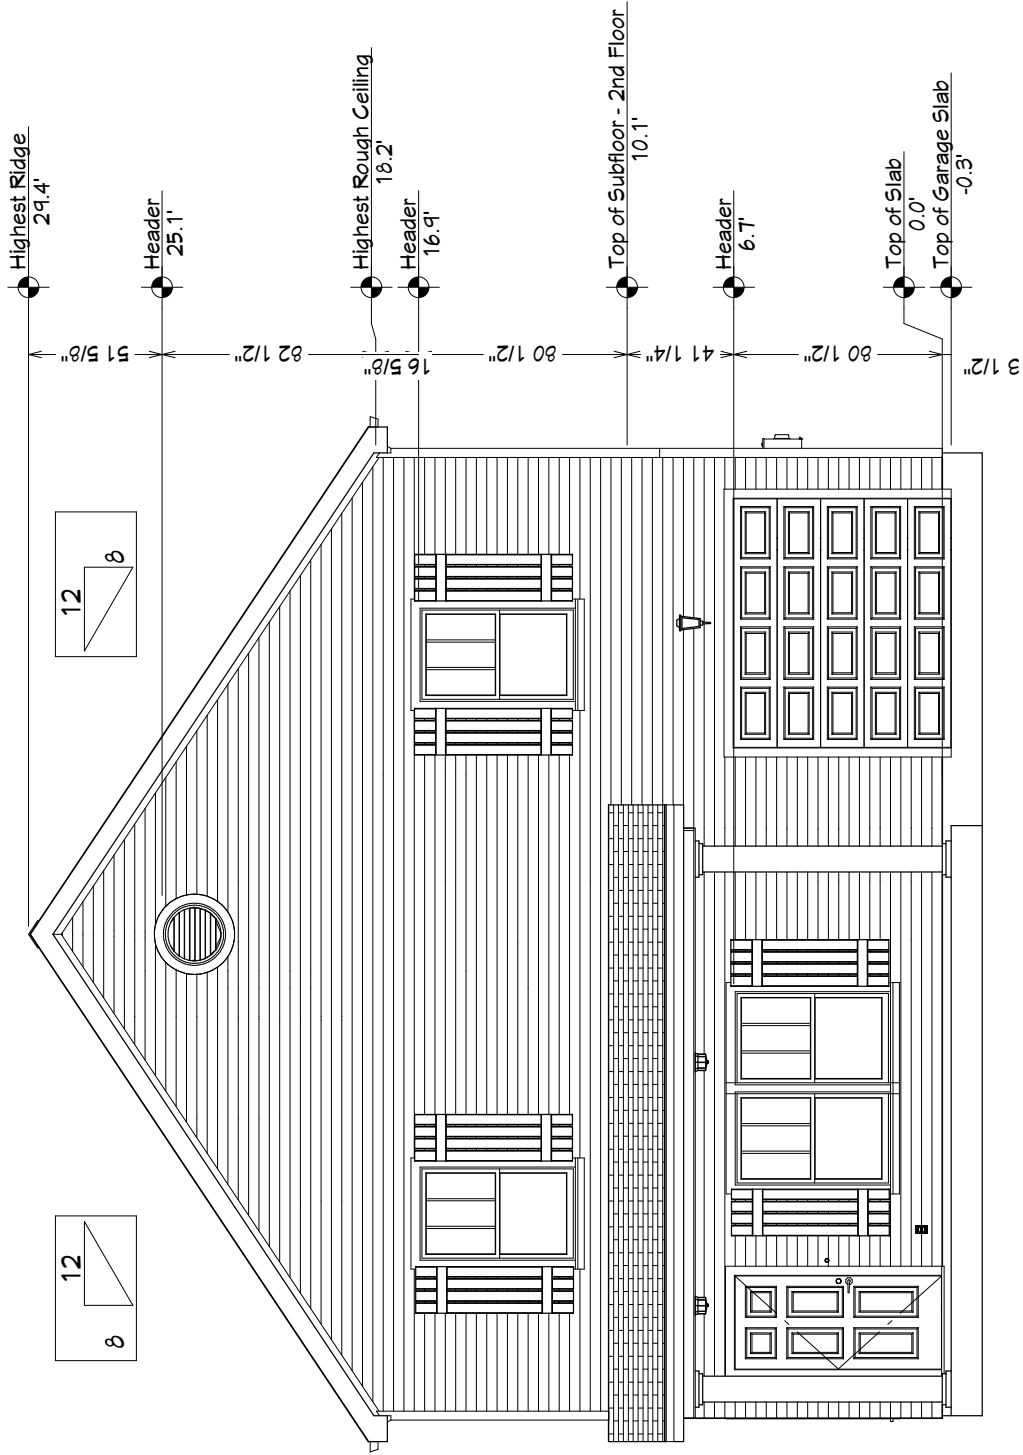 Highest Ridge
29.4'
Header
25.1'
Highest Rough Ceiling
18.2'
Header
16.9'
Top of Subfloor - 2nd Floor
10.1'
Header
6.7'
Top of Slab
0.0'
Top of Garage Slab
-0.3'
51 5/8"
82 1/2"
16 5/8"
80 1/2"
41 1/4"
80 1/2"
3 1/2"
12
8
12
8